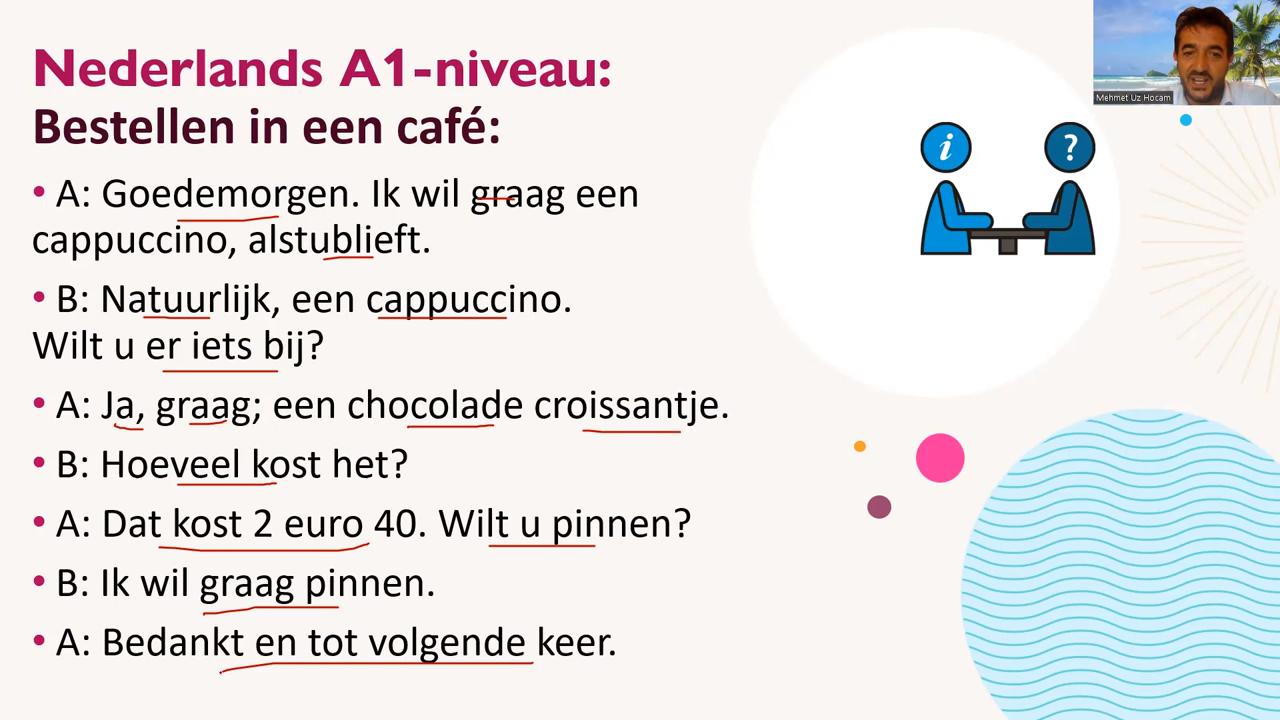 Nederlands A1-niveau:
Bestellen in een café:
• A: Goedemorgen. Ik wil graag een
cappuccino, alstublieft.
• B: Natuurlijk, een cappuccino.
Wilt u er iets bij?
• A: Ja, graag; een chocolade croissantje.
• B: Hoeveel kost het?
• A: Dat kost 2 euro 40. Wilt u pinnen?
• B: Ik wil graag pinnen.
• A: Bedankt en tot volgende keer.
i
?
Mehmet Uz Hocam